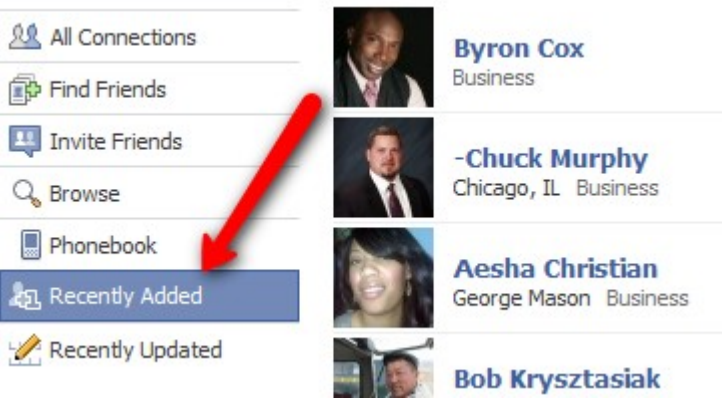 All Connections
Find Friends
Invite Friends
Browse
Phonebook
Recently Added
Recently Updated
Byron Cox
Business
-Chuck Murphy
Chicago, IL Business
Aesha Christian
George Mason Business
Bob Krysztasiak